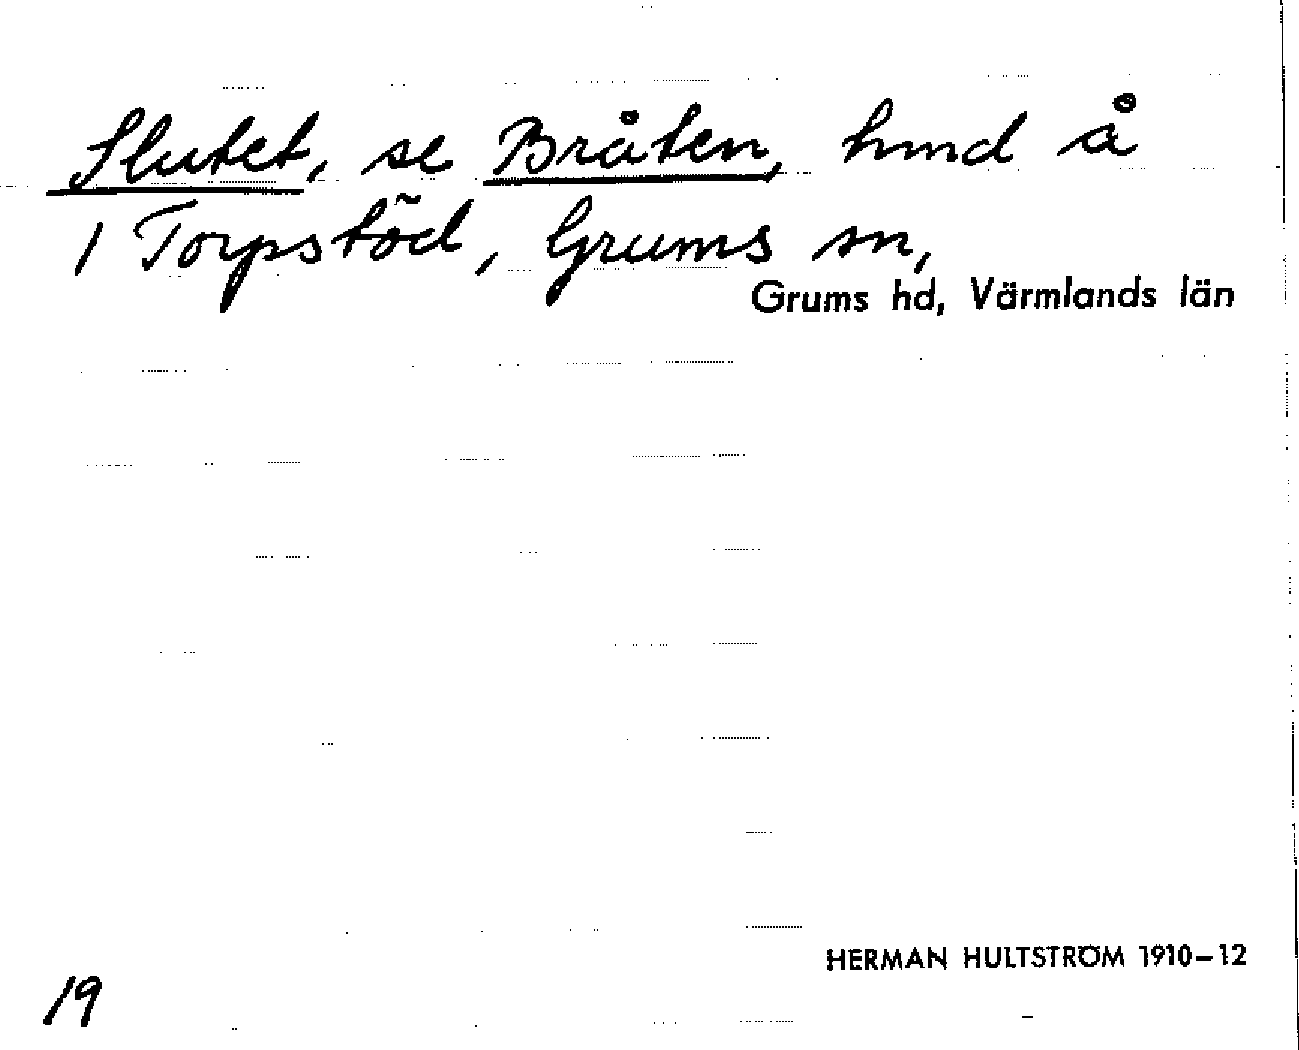 Slutet, se Bråten, hmd å
1 Torpstöd, Grums sn,
Grums hd, Värmlands län
HERMAN HULTSTRÖM 1910-12
19